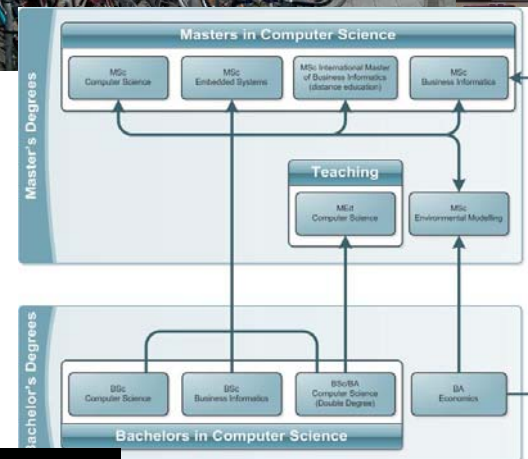 Masters in Computer Science
MSc
Computer Science
MSc
Embedded Systems
MSc International Master
of Business Informatics
(distance education)
MSc
Business Informatics
Master's Degrees
Teaching
MEd
Computer Science
MSc
Environmental Modelling
Bachelor's Degrees
BSc
Computer Science
BSc
Business Informatics
BSc/BA
Computer Science
(Double Degree)
BA
Economics
Bachelors in Computer Science